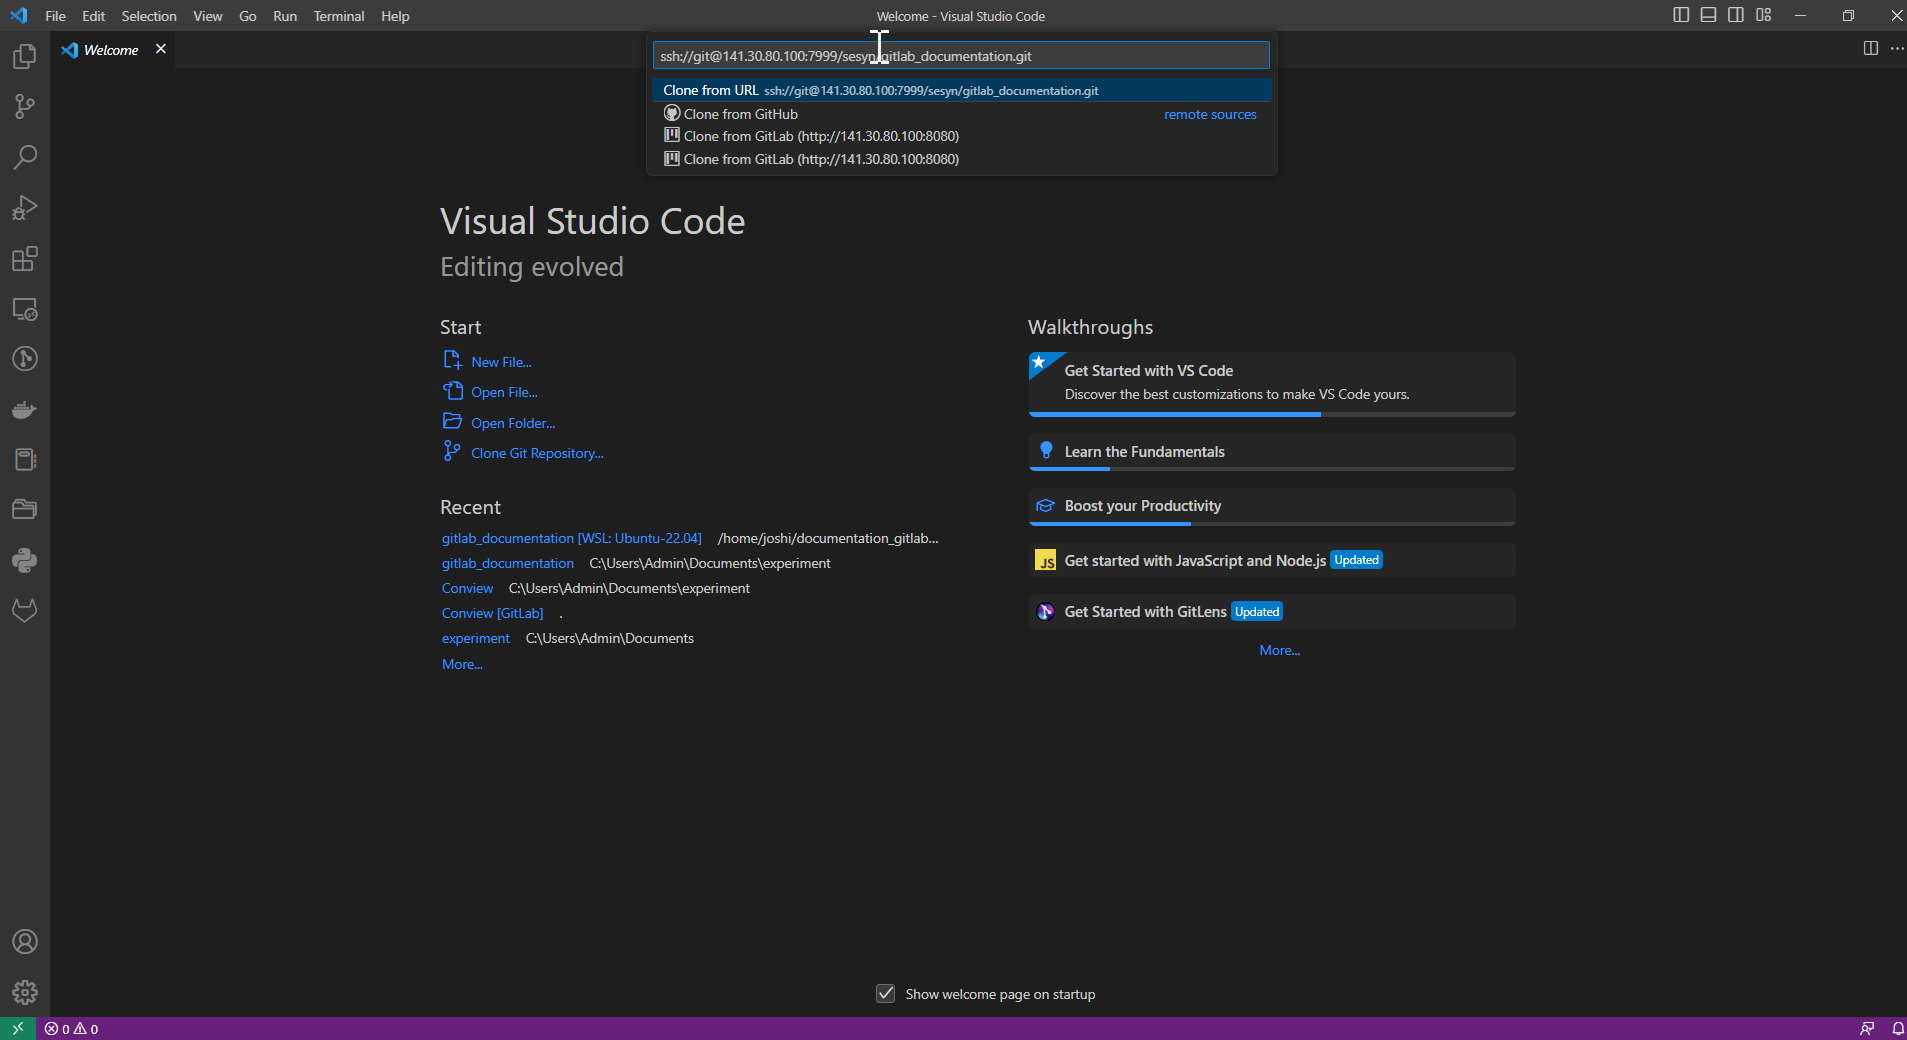 File Edit Selection View Go Run Terminal Help
Welcome - Visual Studio Code
Welcome
ssh://git@141.30.80.100:7999/sesyn/gitlab_documentation.git
Clone from URL ssh://git@141.30.80.100:7999/sesyn/gitlab_documentation.git
Clone from GitHub remote sources
Clone from GitLab (http://141.30.80.100:8080)
Clone from GitLab (http://141.30.80.100:8080)
Visual Studio Code
Editing evolved
Start
New File...
Open File...
Open Folder...
Clone Git Repository...
Recent
gitlab_documentation [WSL: Ubuntu-22.04] /home/joshi/documentation_gitlab...
gitlab_documentation C:\Users\Admin\Documents\experiment
Conview C:\Users\Admin\Documents\experiment
Conview [GitLab] .
experiment C:\Users\Admin\Documents
More...
Walkthroughs
Get Started with VS Code
Discover the best customizations to make VS Code yours.
Learn the Fundamentals
Boost your Productivity
JS Get started with JavaScript and Node.js Updated
Get Started with GitLens Updated
More...
Show welcome page on startup
0 0